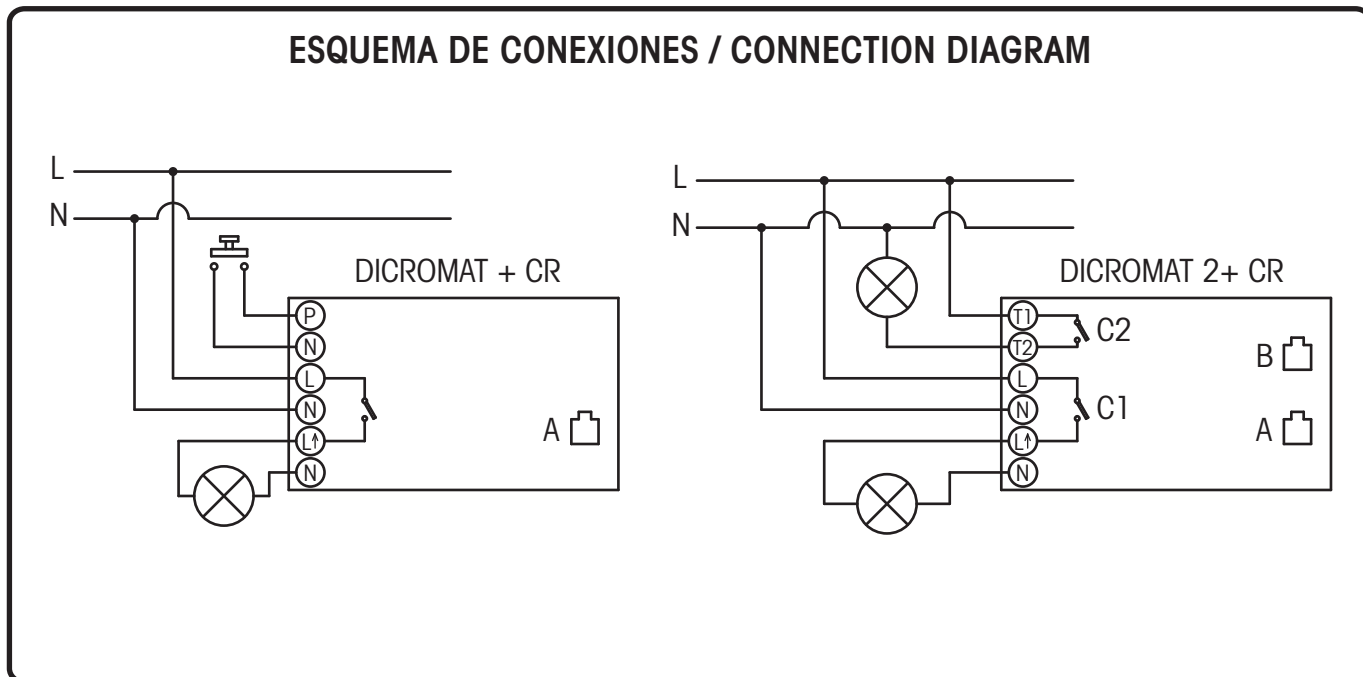 ESQUEMA DE CONEXIONES / CONNECTION DIAGRAM
L
N
DICROMAT + CR
P
N
L
N
L↑
N
A
L
N
DICROMAT 2+ CR
T1
C2
T2
B
L
N
C1
L↑
A
N